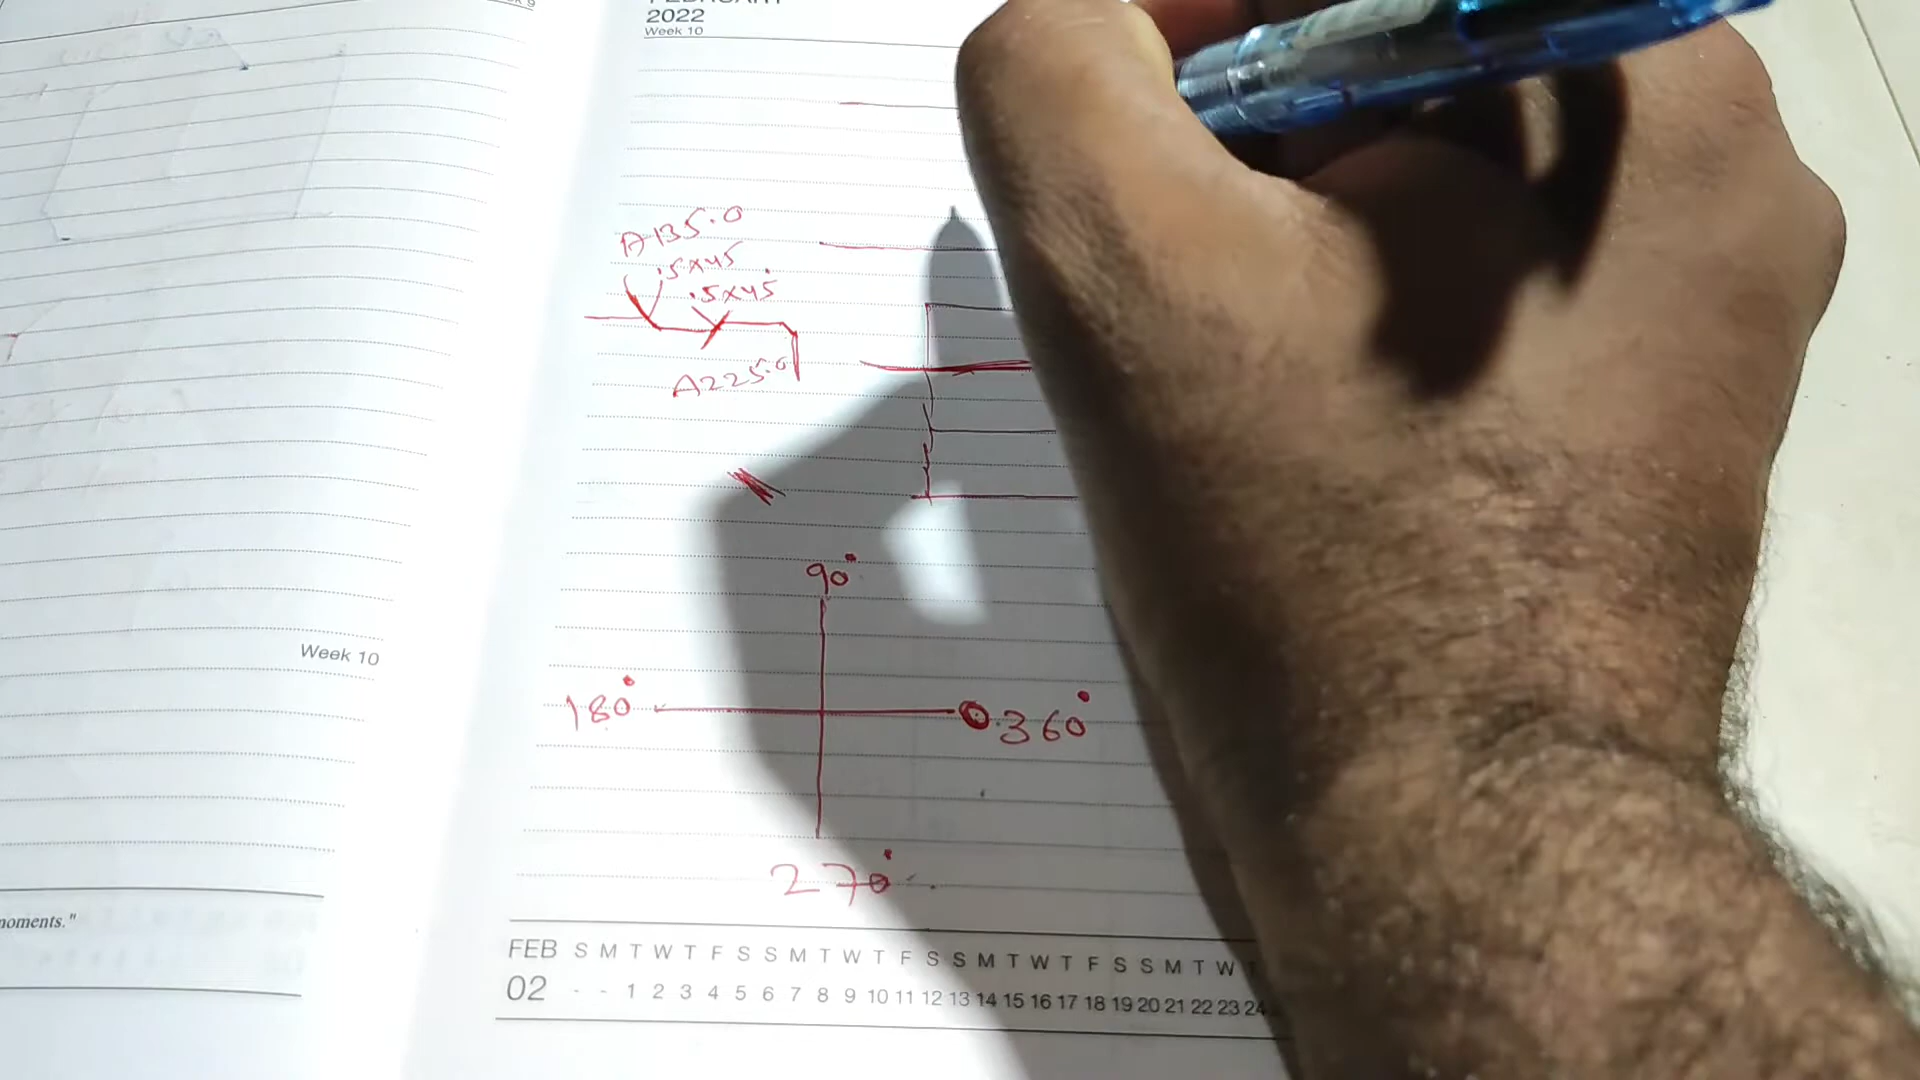 2022
Week 10
A135.0
.5x45
.5x45°
A225.0
90°
180°
360°
270°
Week 10
moments."
FEB S M T W T F S S M T W T F S S M T W T F S S M T W T
02 - - 1 2 3 4 5 6 7 8 9 10 11 12 13 14 15 16 17 18 19 20 21 22 23 24